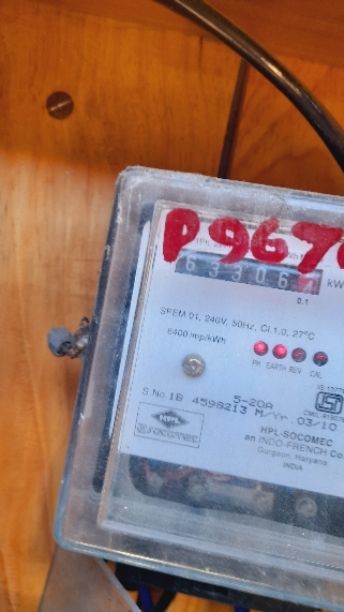 P967
63306
kW
0.1
SPEM 01, 240V, 50Hz, Cl.1.0, 27°C
6400 imp/kWh
PH EARTH REV CAL
5-20A
S.No.1B 4598213 M/Yr. 03/10
HPL
SOCOMEC
HPL-SOCOMEC
an INDO-FRENCH Co
Gurgaon, Haryana
INDIA